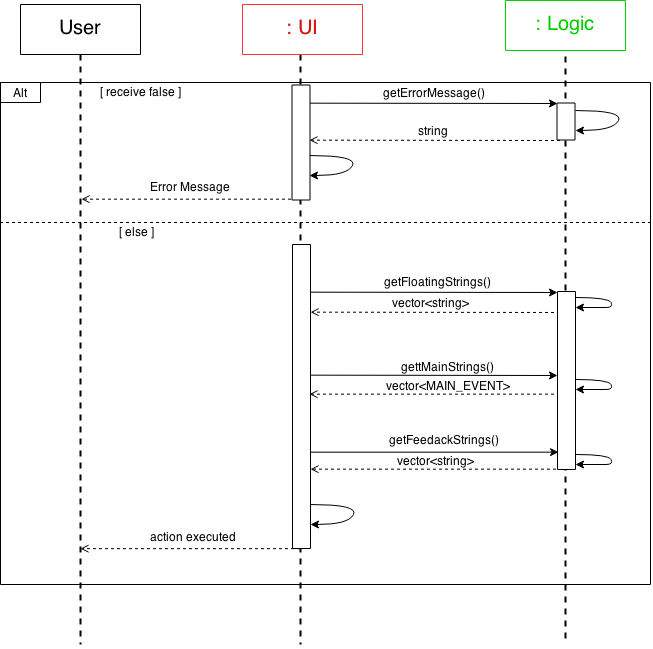 User
: UI
: Logic
Alt
[ receive false ]
getErrorMessage()
string
Error Message
[ else ]
getFloatingStrings()
vector<string>
gettMainStrings()
vector<MAIN_EVENT>
getFeedackStrings()
vector<string>
action executed